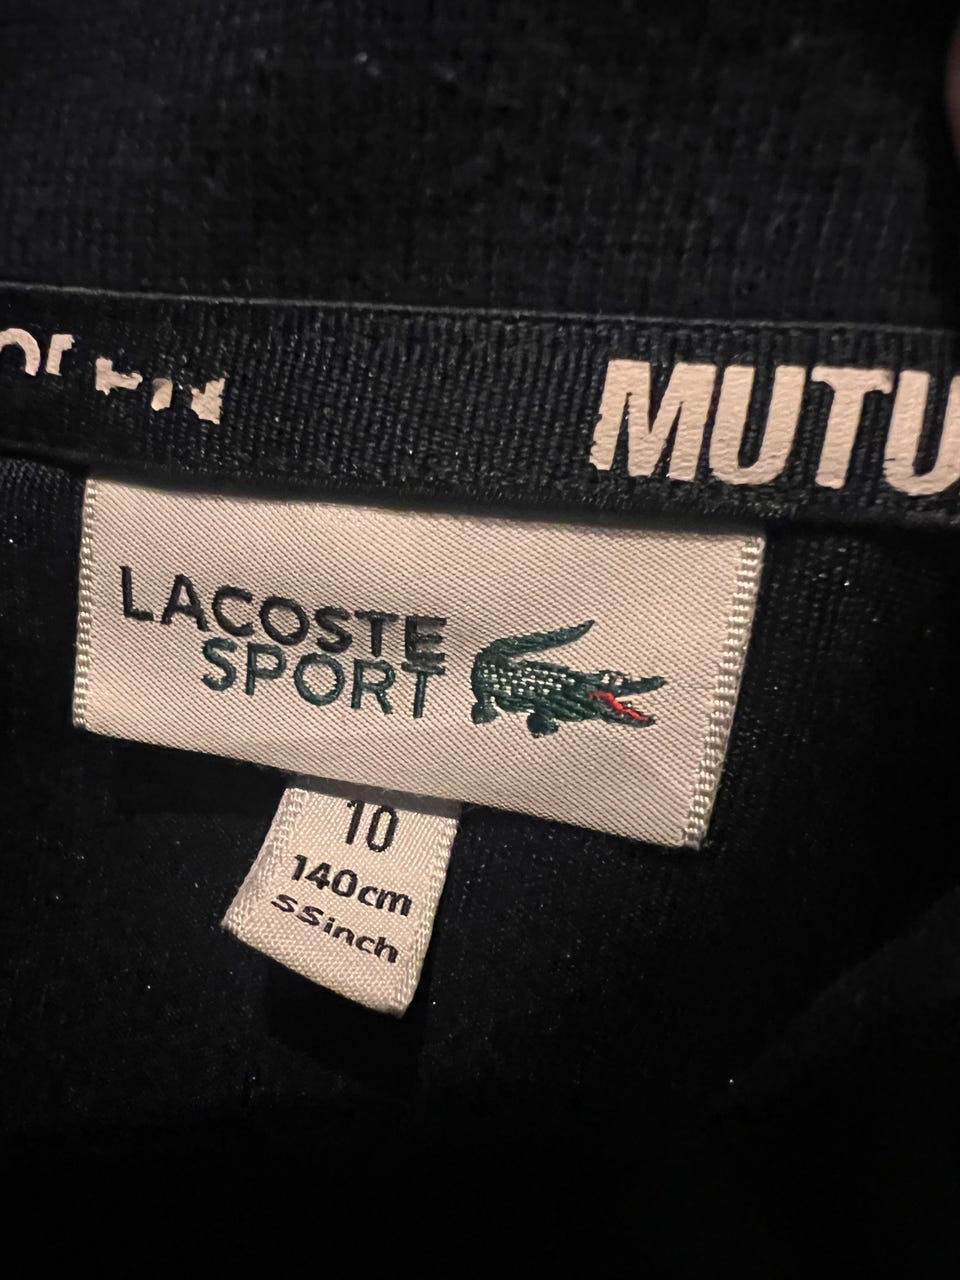 MUTU
LACOSTE
SPORT
10
140cm
55inch